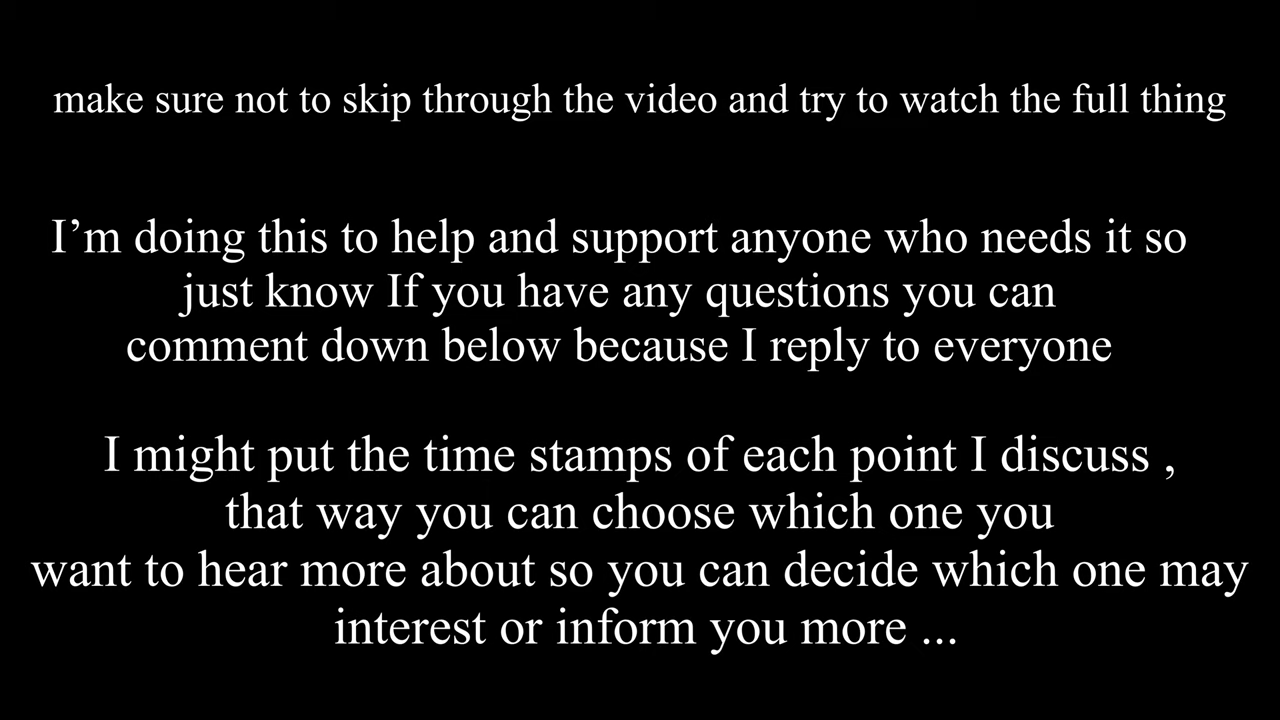 make sure not to skip through the video and try to watch the full thing
I’m doing this to help and support anyone who needs it so
just know If you have any questions you can
comment down below because I reply to everyone
I might put the time stamps of each point I discuss ,
that way you can choose which one you
want to hear more about so you can decide which one may
interest or inform you more ...